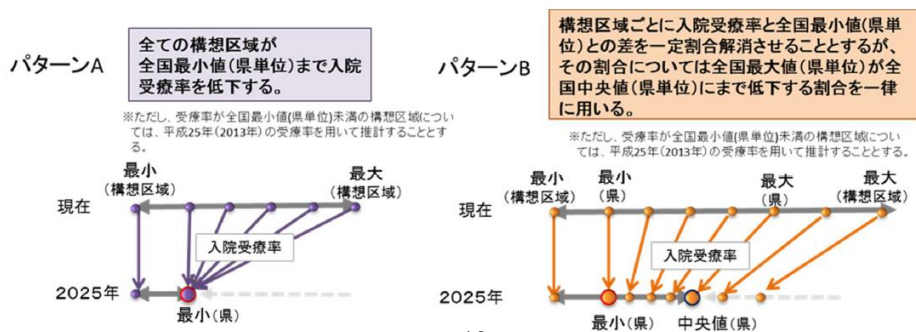 パターンA
全ての構想区域が
全国最小値(県単位)まで入院
受療率を低下する。
※ただし、受療率が全国最小値(県単位)未満の構想区域につい
ては、平成25年(2013年)の受療率を用いて推計することとす
る。
最小
(構想区域)
最大
(構想区域)
現在
入院受療率
2025年
最小(県)
パターンB
構想区域ごとに入院受療率と全国最小値(県単
位)との差を一定割合解消させることとするが、
その割合については全国最大値(県単位)が全
国中央値(県単位)にまで低下する割合を一律
に用いる。
※ただし、受療率が全国最小値(県単位)未満の構想区域につい
ては、平成25年(2013年)の受療率を用いて推計することとする。
最小
(構想区域)
最小
(県)
最大
(県)
最大
(構想区域)
現在
入院受療率
2025年
最小(県)
中央値(県)